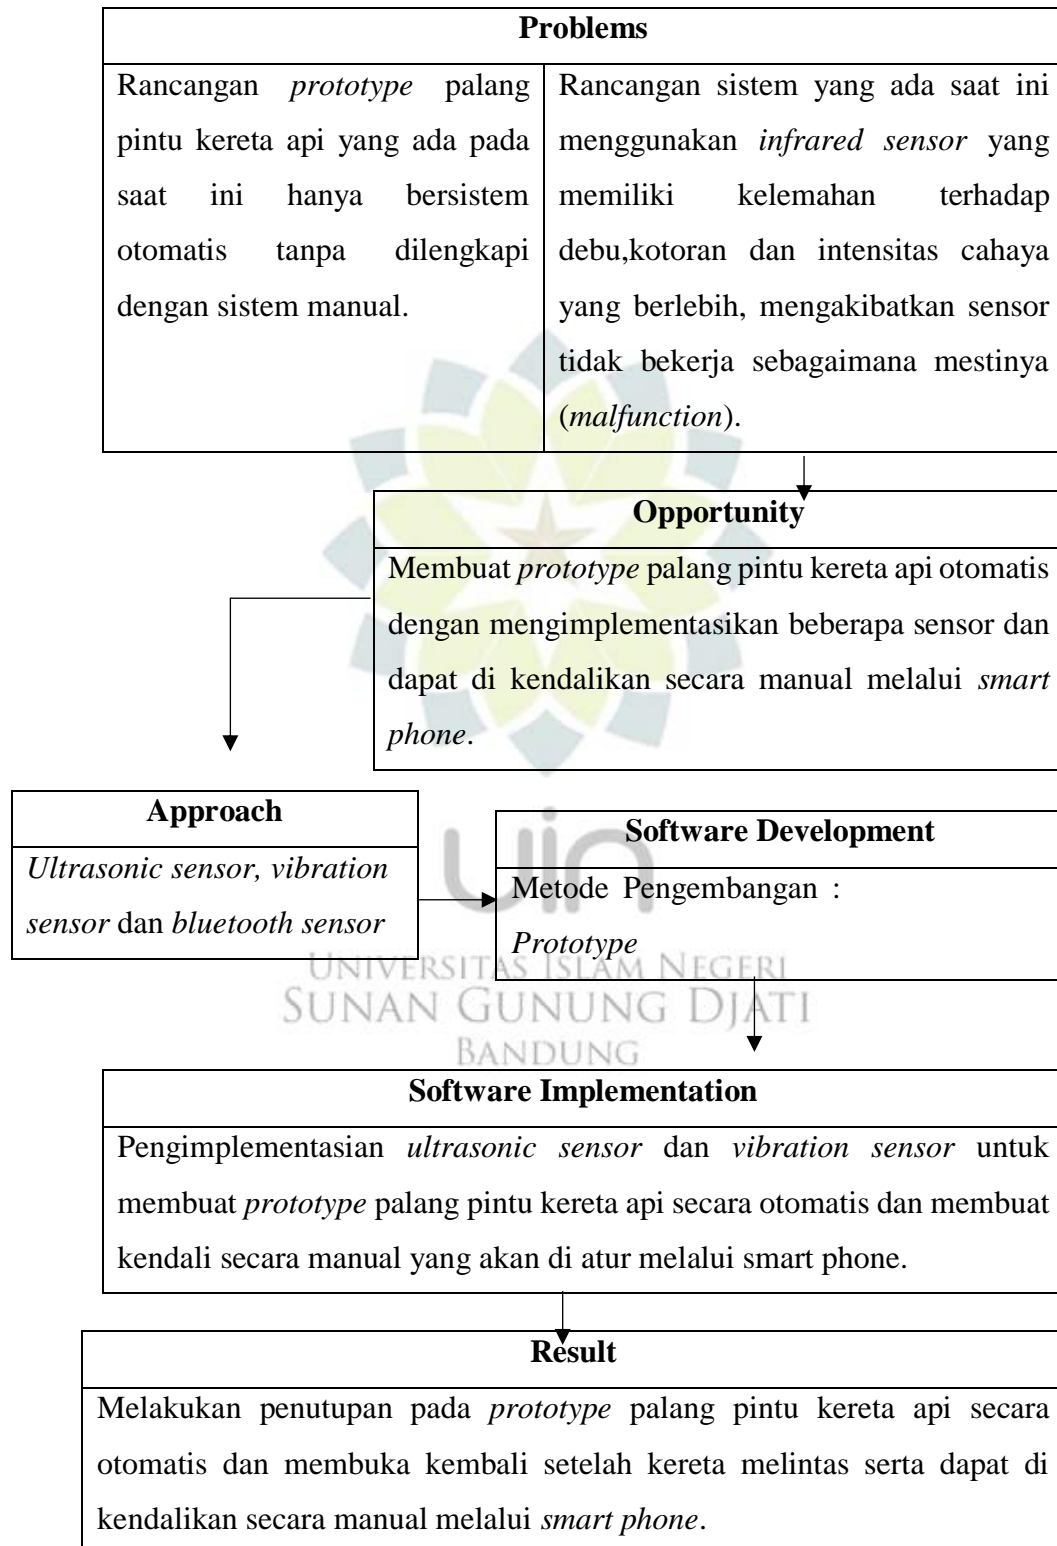 Problems
Rancangan prototype palang
pintu kereta api yang ada pada
saat ini hanya bersistem
otomatis tanpa dilengkapi
dengan sistem manual.
Rancangan sistem yang ada saat ini
menggunakan infrared sensor yang
memiliki kelemahan terhadap
debu,kotoran dan intensitas cahaya
yang berlebih, mengakibatkan sensor
tidak bekerja sebagaimana mestinya
(malfunction).
Opportunity
Membuat prototype palang pintu kereta api otomatis
dengan mengimplementasikan beberapa sensor dan
dapat di kendalikan secara manual melalui smart
phone.
Approach
Ultrasonic sensor, vibration
sensor dan bluetooth sensor
Software Development
Metode Pengembangan :
Prototype
uin
UNIVERSITAS ISLAM NEGERI
SUNAN GUNUNG DJATI
BANDUNG
Software Implementation
Pengimplementasian ultrasonic sensor dan vibration sensor untuk
membuat prototype palang pintu kereta api secara otomatis dan membuat
kendali secara manual yang akan di atur melalui smart phone.
Result
Melakukan penutupan pada prototype palang pintu kereta api secara
otomatis dan membuka kembali setelah kereta melintas serta dapat di
kendalikan secara manual melalui smart phone.